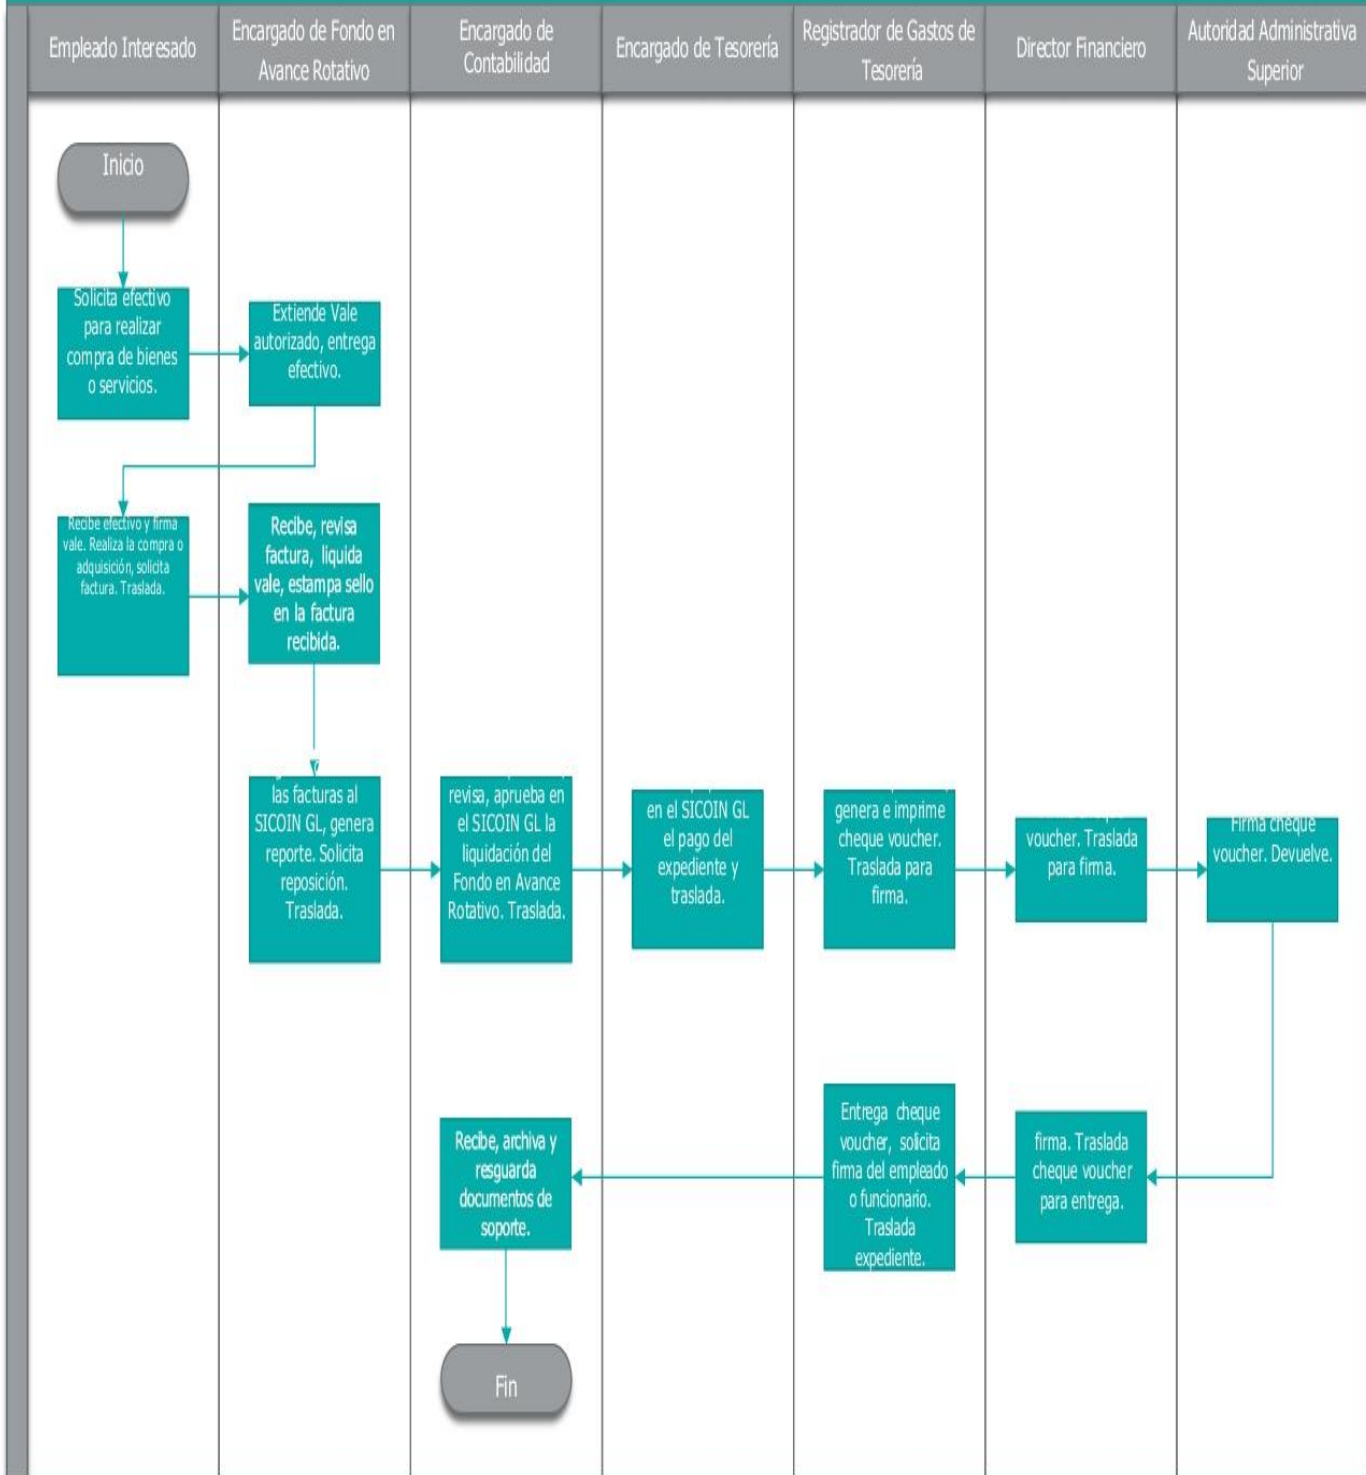 Empleado Interesado
Encargado de Fondo en
Avance Rotativo
Encargado de
Contabilidad
Encargado de Tesorería
Registrador de Gastos de
Tesorería
Director Financiero
Autoridad Administrativa
Superior
Inicio
Solicita efectivo
para realizar
compra de bienes
o servicios.
Extiende Vale
autorizado, entrega
efectivo.
Recibe efectivo y firma
vale. Realiza la compra o
adquisición, solicita
factura. Traslada.
Recibe, revisa
factura, liquida
vale, estampa sello
en la factura
recibida.
las facturas al
SICOIN GL, genera
reporte. Solicita
reposición.
Traslada.
revisa, aprueba en
el SICOIN GL la
liquidación del
Fondo en Avance
Rotativo. Traslada.
en el SICOIN GL
el pago del
expediente y
traslada.
genera e imprime
cheque voucher.
Traslada para
firma.
voucher. Traslada
para firma.
Firma cheque
voucher. Devuelve.
firma. Traslada
cheque voucher
para entrega.
Entrega cheque
voucher, solicita
firma del empleado
o funcionario.
Traslada
expediente.
Recibe, archiva y
resguarda
documentos de
soporte.
Fin